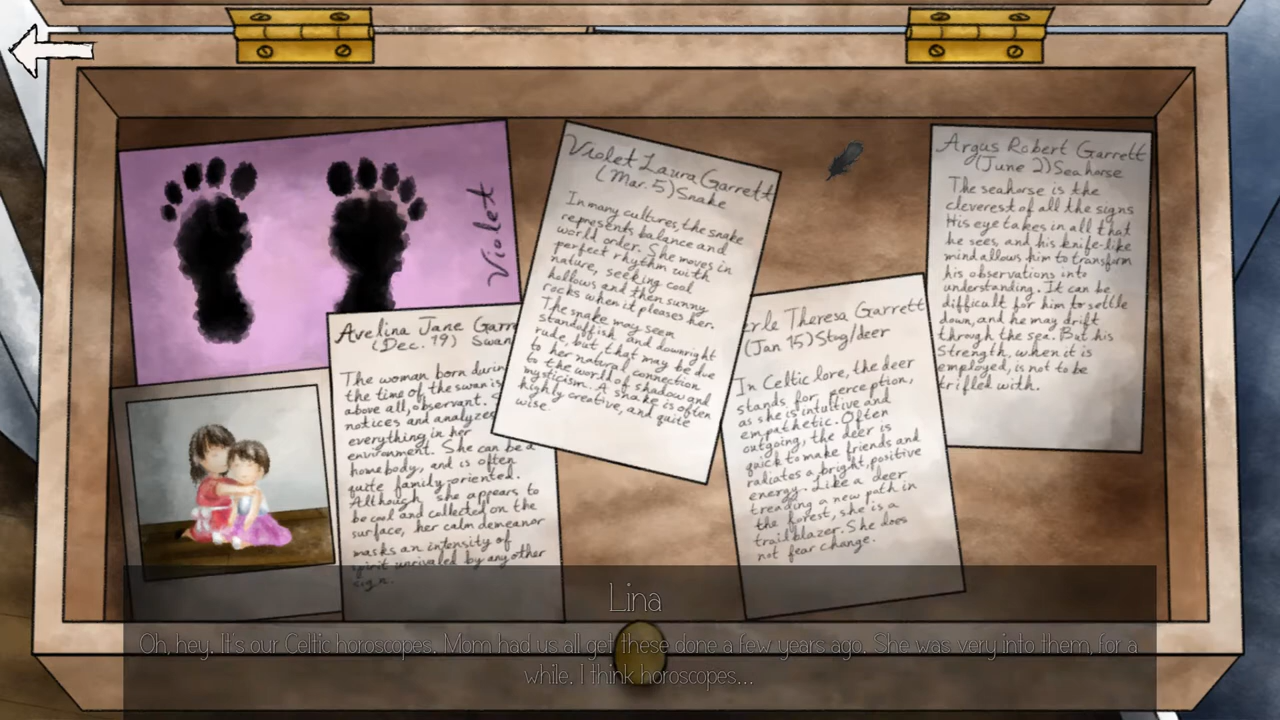 Violet
Avelina Jane Garr
(Dec. 19) Swan
The woman born durin
the time of the swan is
above all, observant. S
notices and analyzes
everything in her
environment. She can be a
homebody, and is often
quite family-oriented.
Although she appears to
be cool and collected on the
surface, her calm demeanor
masks an intensity of
spirit unrivaled by any other
sign.
Violet Laura Garrett
(Mar. 5) Snake
In many cultures, the snake
represents balance and
world order. She moves in
perfect rhythm with
nature, seeking cool
hollows and then sunny
rocks when it pleases her.
The snake may seem
standoffish and downright
rude, but that may be due
to her natural connection
to the world of shadow and
mysticism. A snake is often
highly creative, and quite
wise.
erle Theresa Garrett
(Jan 15) Stag/deer
In Celtic lore, the deer
stands for perception,
as she is intuitive and
empathetic. Often
outgoing, the deer is
quick to make friends and
radiates a bright, positive
energy. Like a deer
treading a new path in
the forest, she is a
trailblazer. She does
not fear change.
Argus Robert Garrett
(June 2) Seahorse
The seahorse is the
cleverest of all the signs
His eye takes in all that
he sees, and his knife-like
mind allows him to transform
his observations into
understanding. It can be
difficult for him to settle
down, and he may drift
through the sea. But his
strength, when it is
employed, is not to be
trifled with.
Lina
Oh, hey. It's our Celtic horoscopes. Mom had us all get these done a few years ago. She was very into them, for a
while. I think horoscopes...